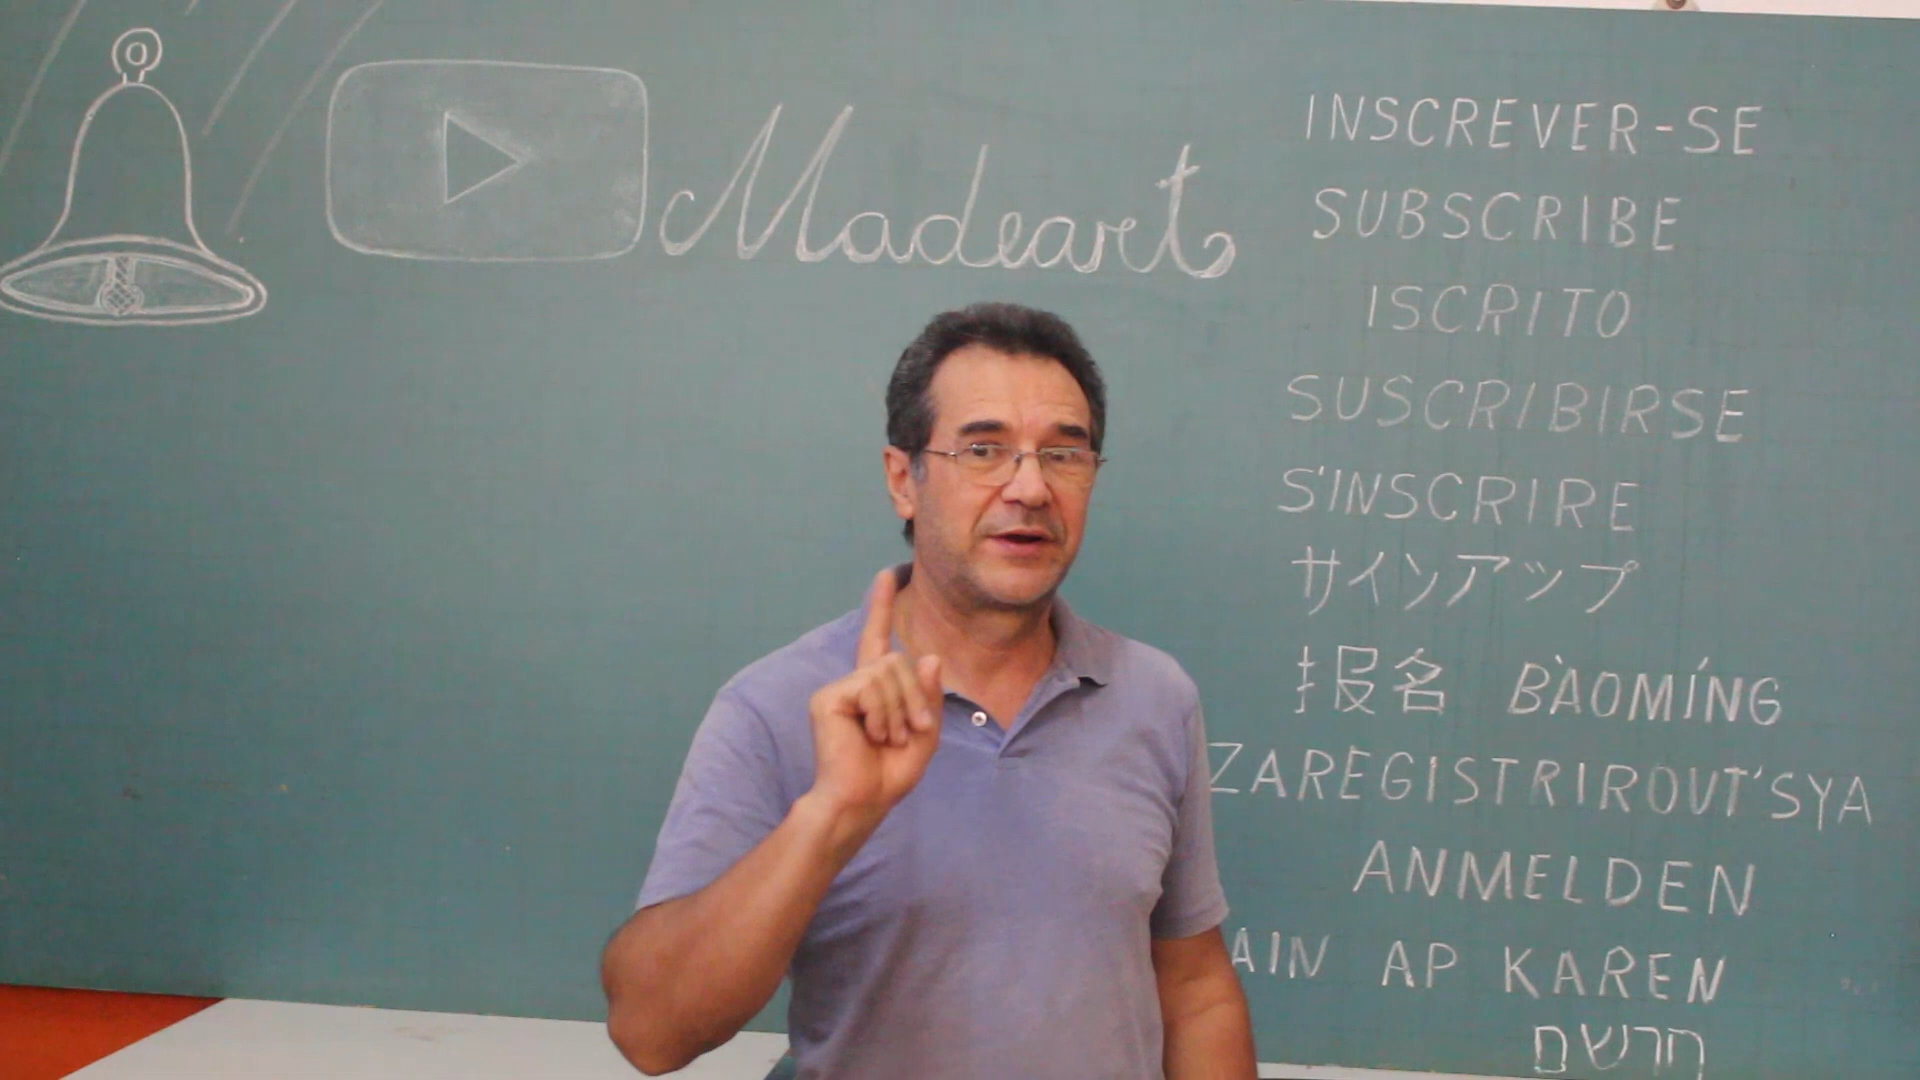 Madeart
INSCREVER-SE
SUBSCRIBE
ISCRITO
SUSCRIBIRSE
S'INSCRIRE
サインアップ
报名 BÀOMÍNG
ZAREGISTRIROVT'SYA
ANMELDEN
AIN AP KAREN